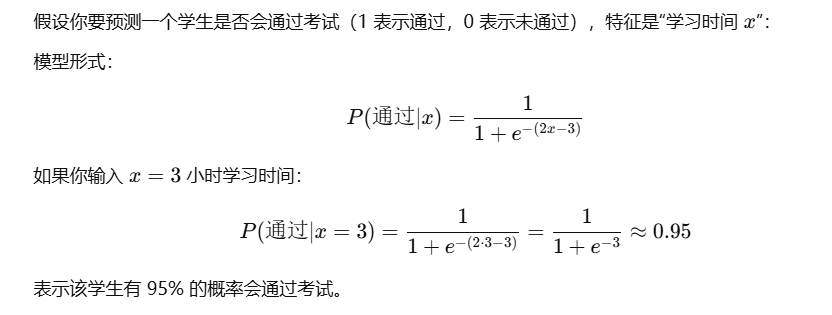 假设你要预测一个学生是否会通过考试（1 表示通过，0 表示未通过），特征是“学习时间 x”：
模型形式：
P(通过|x) = \frac{1}{1 + e^{-(2x-3)}}
如果你输入 x = 3 小时学习时间：
P(通过|x = 3) = \frac{1}{1 + e^{-(2·3-3)}} = \frac{1}{1 + e^{-3}} ≈ 0.95
表示该学生有 95% 的概率会通过考试。